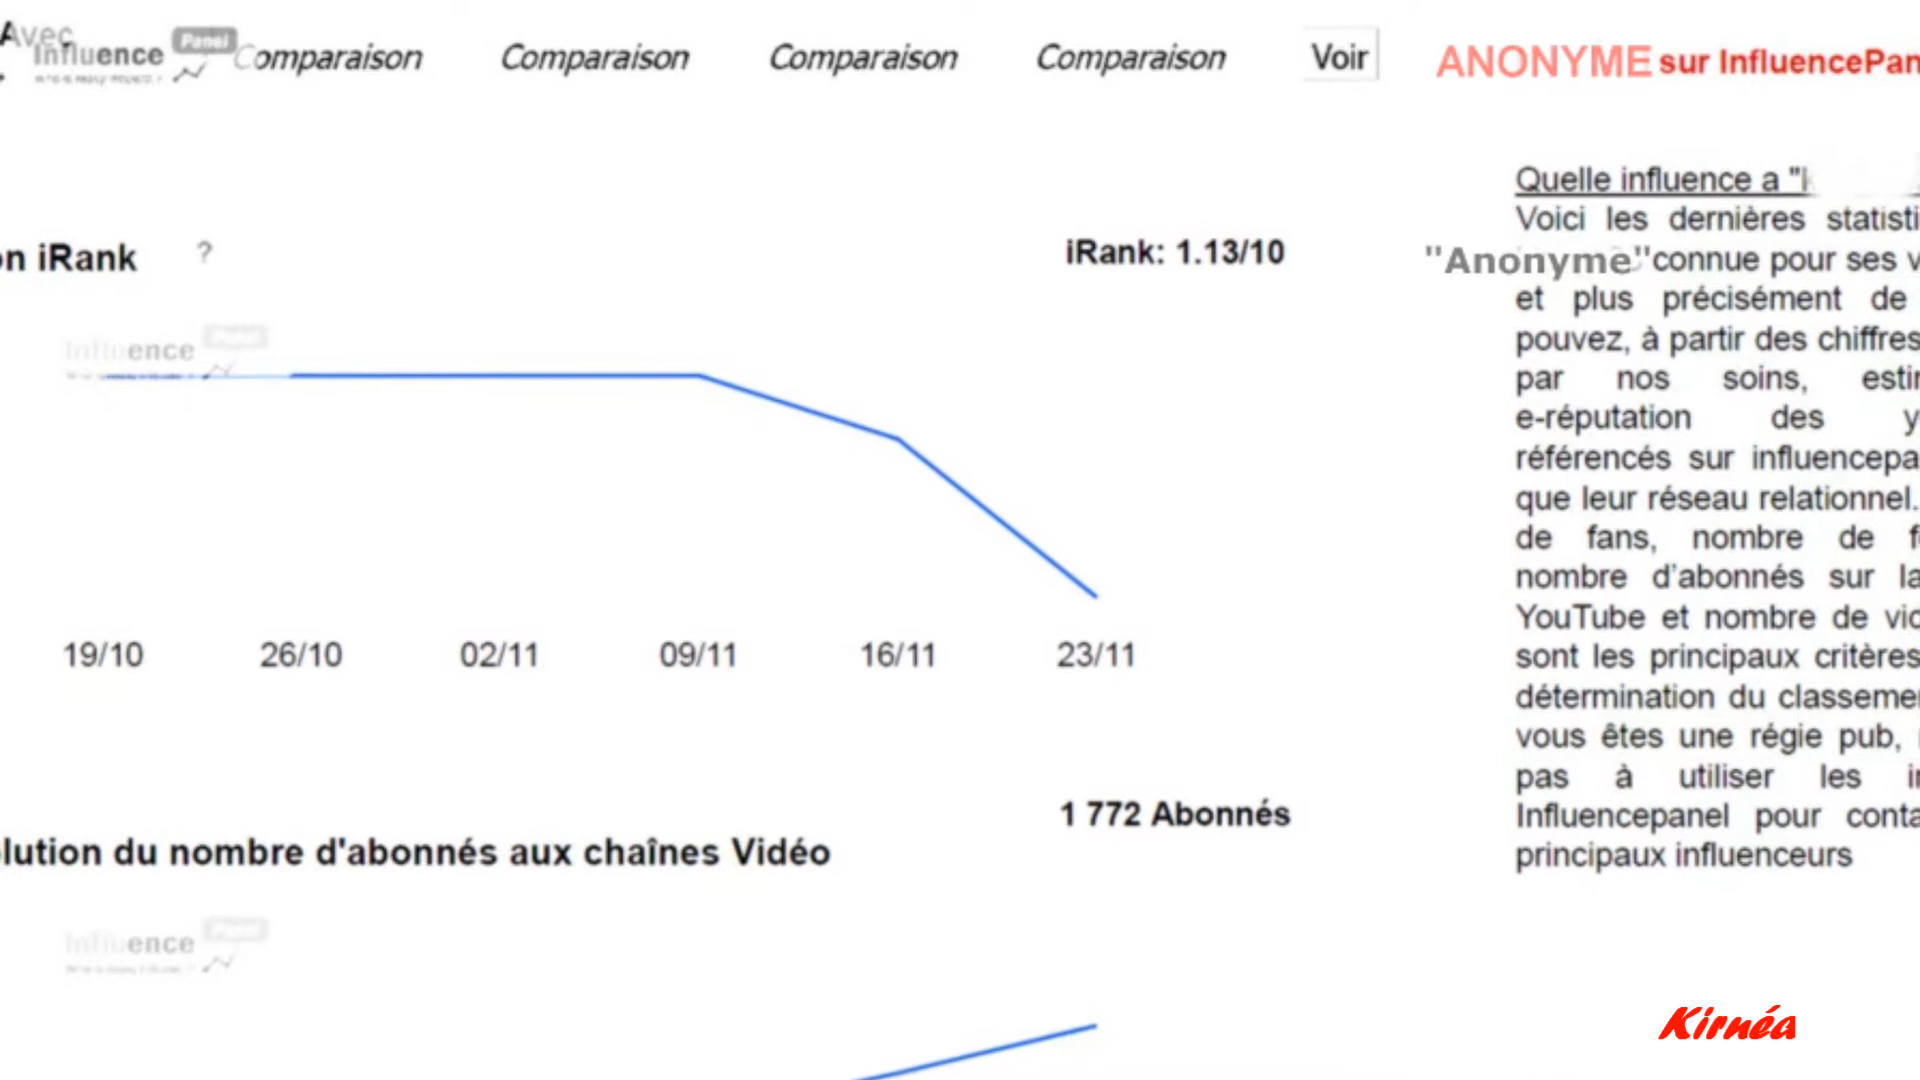 Avec
Influence Panel
Comparaison Comparaison Comparaison Comparaison Voir
ANONYME sur InfluencePan
on iRank ?
iRank: 1.13/10
Influence Panel
19/10 26/10 02/11 09/11 16/11 23/11
1 772 Abonnés
lution du nombre d'abonnés aux chaînes Vidéo
Influence Panel
Quelle influence a "
Voici les dernières statisti
"Anonyme" connue pour ses v
et plus précisément de
pouvez, à partir des chiffres
par nos soins, estin
e-réputation des y
référencés sur influencepa
que leur réseau relationnel.
de fans, nombre de f
nombre d'abonnés sur la
YouTube et nombre de vid
sont les principaux critères
détermination du classeme
vous êtes une régie pub,
pas à utiliser les i
Influencepanel pour conta
principaux influenceurs
Kirnéa